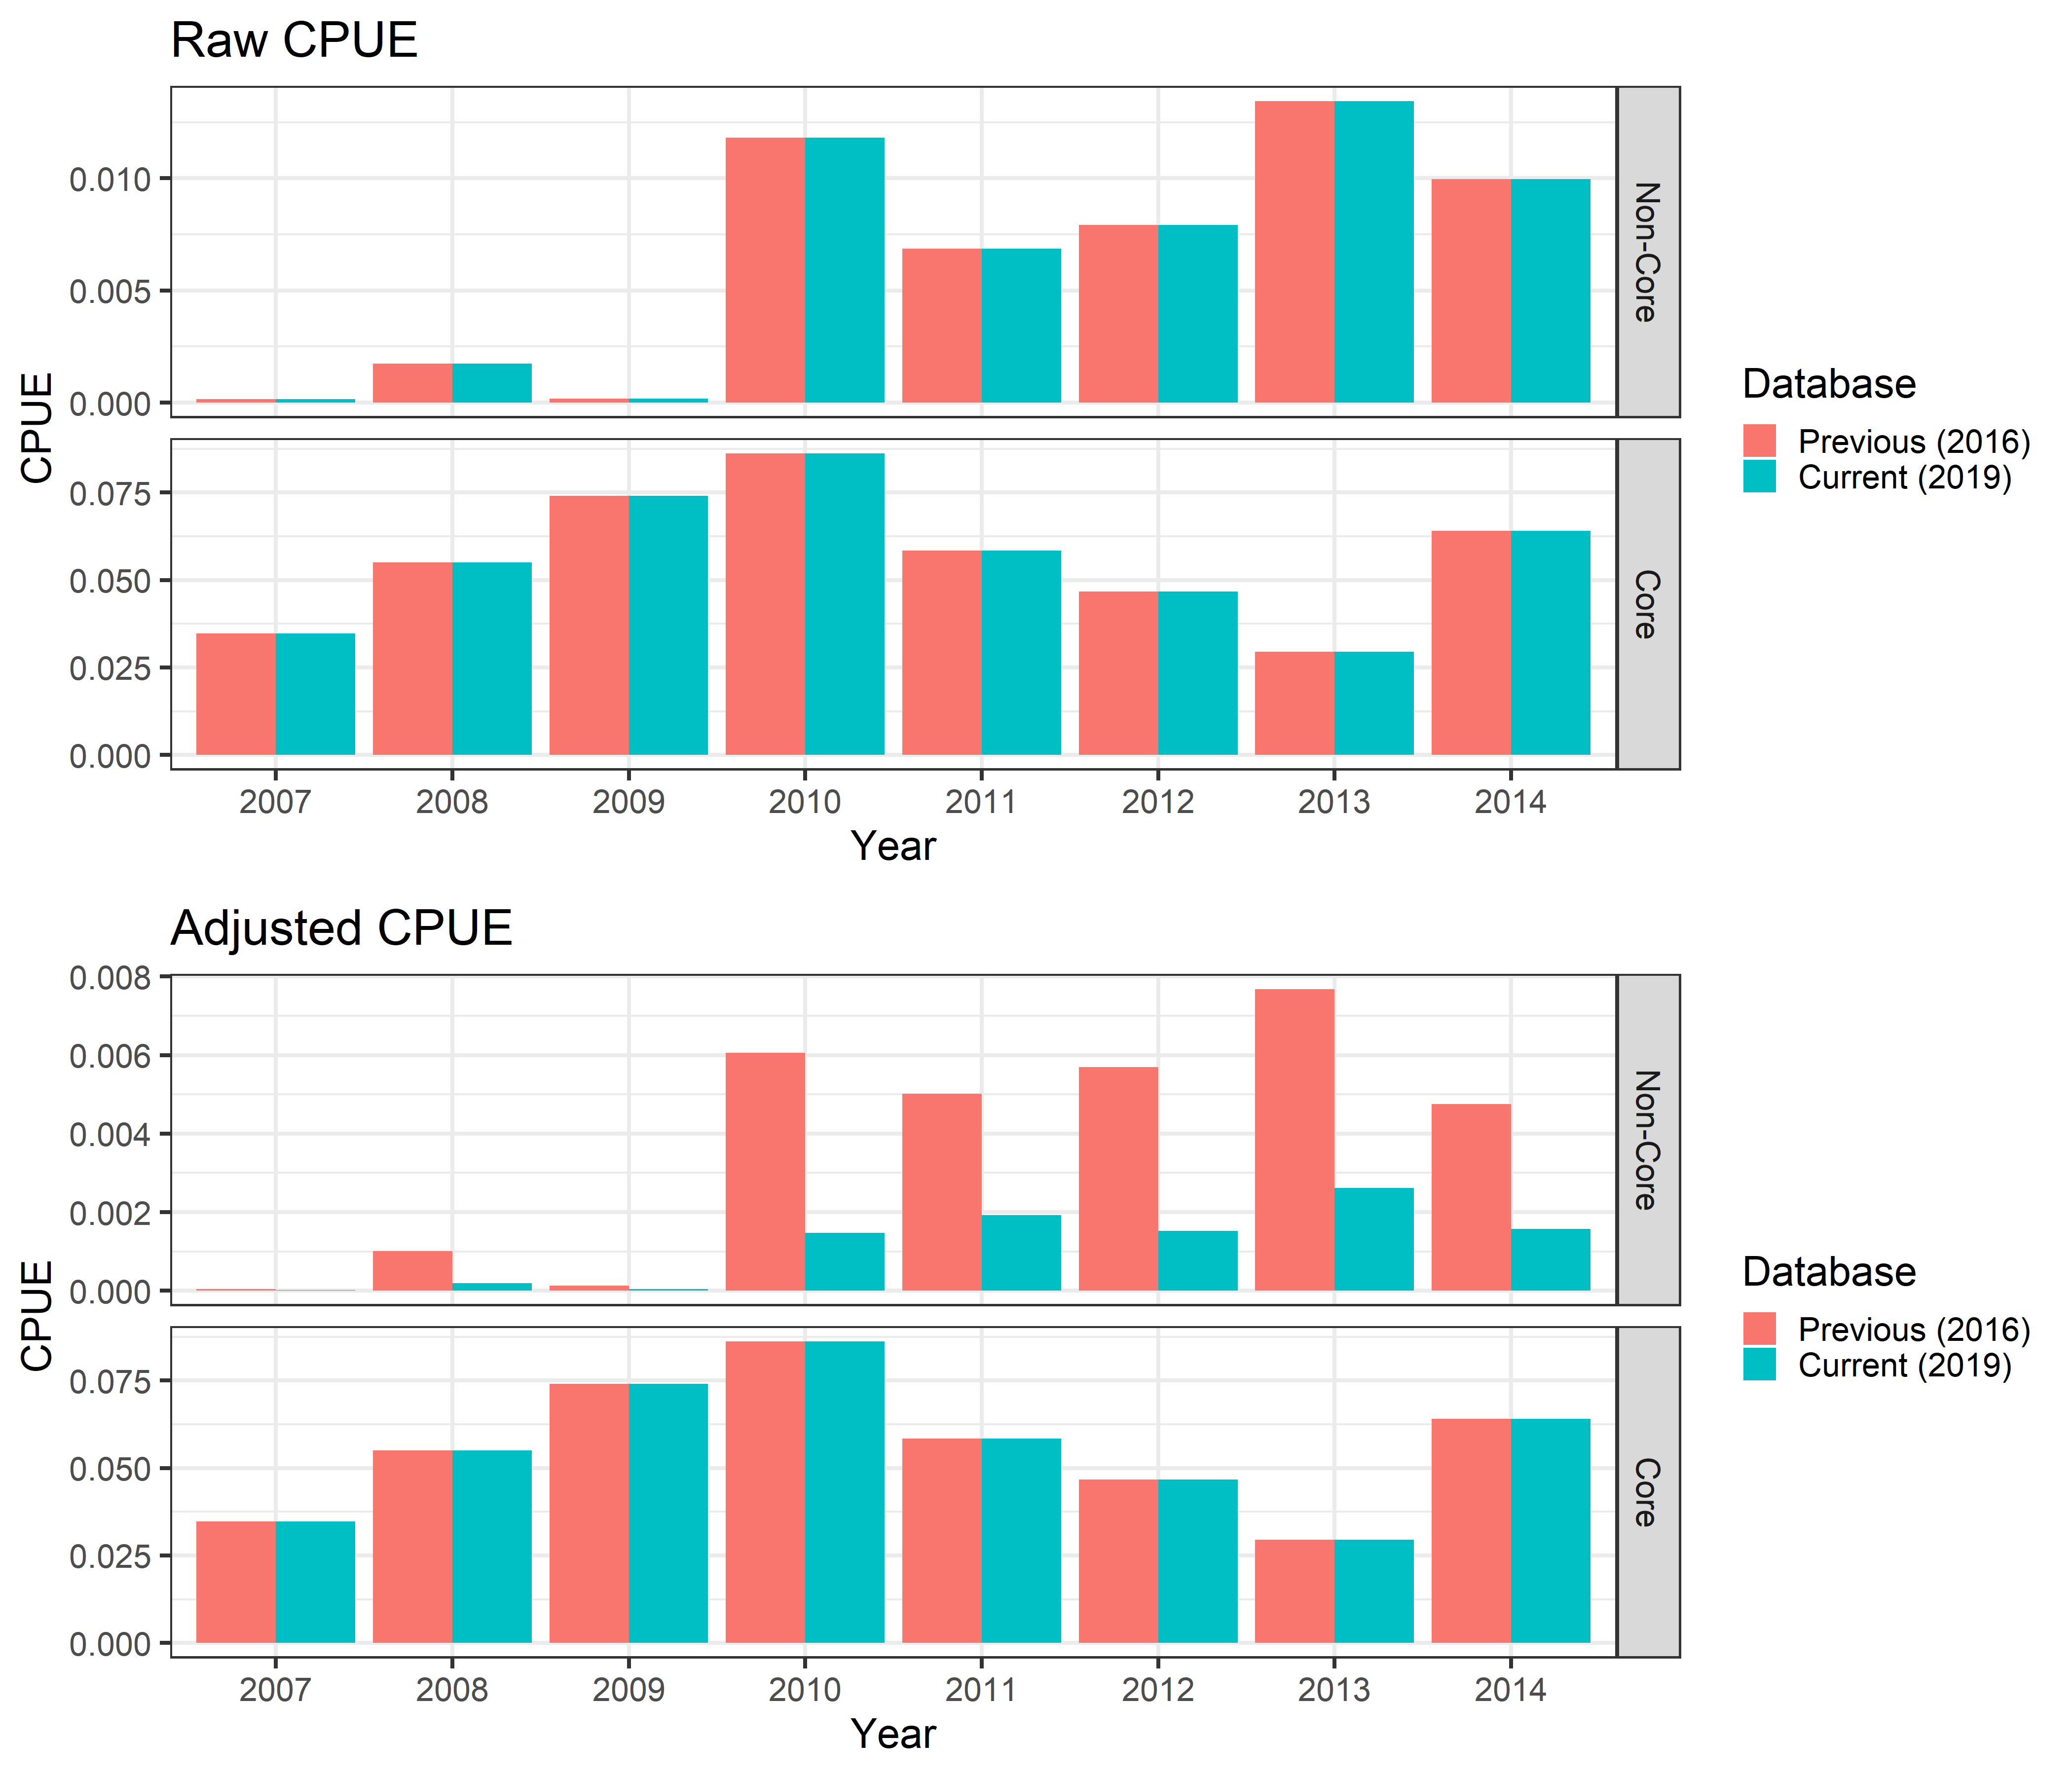 Raw CPUE
0.010
0.005
0.000
Non-Core
CPUE
0.075
0.050
0.025
0.000
Core
2007 2008 2009 2010 2011 2012 2013 2014
Year
Database
Previous (2016)
Current (2019)
Adjusted CPUE
0.008
0.006
0.004
0.002
0.000
Non-Core
CPUE
0.075
0.050
0.025
0.000
Core
2007 2008 2009 2010 2011 2012 2013 2014
Year
Database
Previous (2016)
Current (2019)